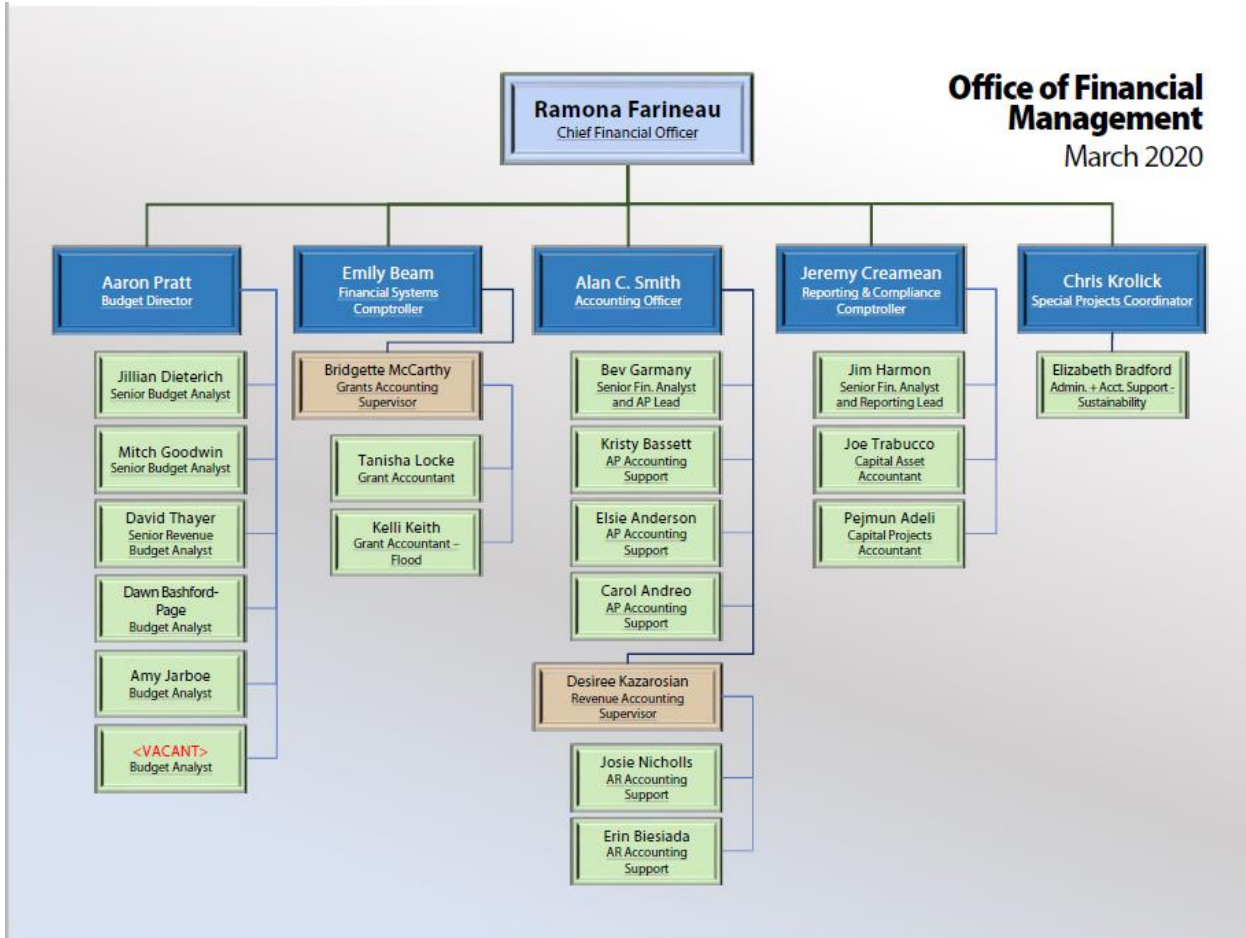 Office of Financial
Management
March 2020
Ramona Farineau
Chief Financial Officer
Aaron Pratt
Budget Director
Jillian Dieterich
Senior Budget Analyst
Mitch Goodwin
Senior Budget Analyst
David Thayer
Senior Revenue
Budget Analyst
Dawn Bashford-
Page
Budget Analyst
Amy Jarboe
Budget Analyst
<VACANT>
Budget Analyst
Emily Beam
Financial Systems
Comptroller
Bridgette McCarthy
Grants Accounting
Supervisor
Tanisha Locke
Grant Accountant
Kelli Keith
Grant Accountant –
Flood
Alan C. Smith
Accounting Officer
Bev Garmany
Senior Fin. Analyst
and AP Lead
Kristy Bassett
AP Accounting
Support
Elsie Anderson
AP Accounting
Support
Carol Andreo
AP Accounting
Support
Desiree Kazarosian
Revenue Accounting
Supervisor
Josie Nicholls
AR Accounting
Support
Erin Biesiada
AR Accounting
Support
Jeremy Creamean
Reporting & Compliance
Comptroller
Jim Harmon
Senior Fin. Analyst
and Reporting Lead
Joe Trabucco
Capital Asset
Accountant
Pejmun Adeli
Capital Projects
Accountant
Chris Krolick
Special Projects Coordinator
Elizabeth Bradford
Admin. + Acct. Support -
Sustainability